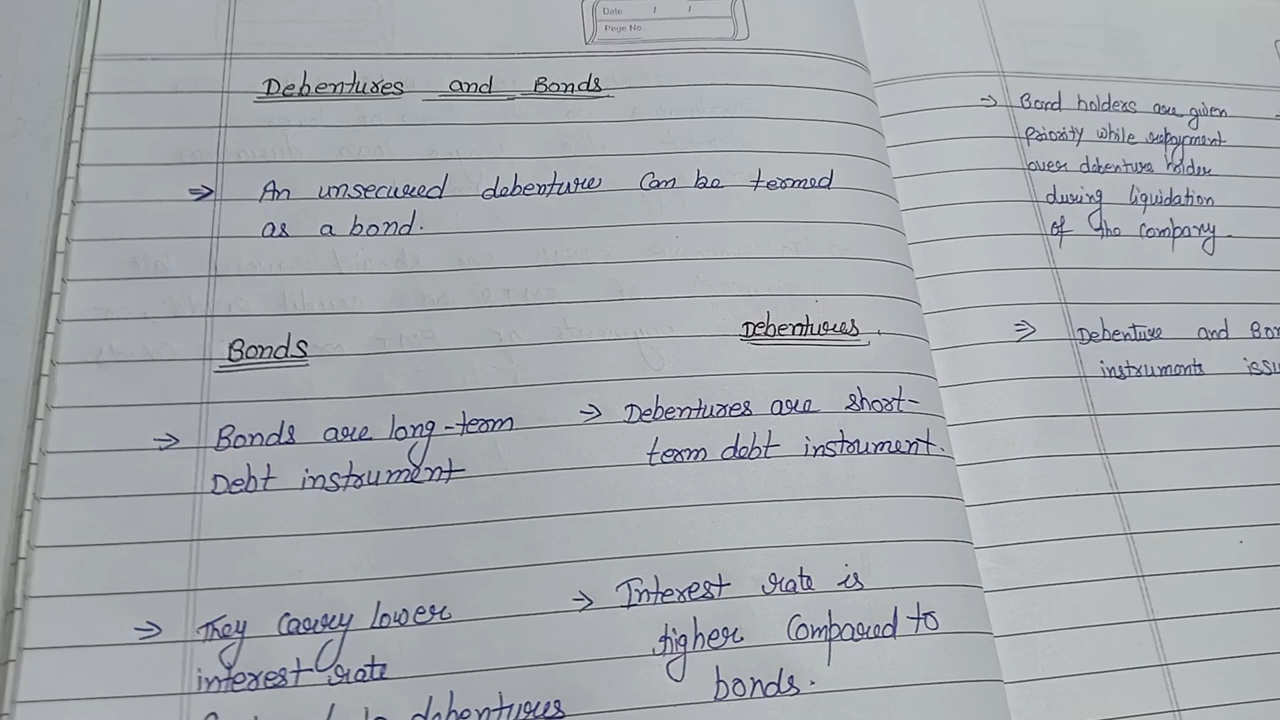 Date / /
Page No.
Debentures and Bonds
⇒ An unsecured debenture can be termed
as a bond.
Bonds
Debentures.
⇒ Bonds are long-term
Debt instrument
→ Debentures are short-
term debt instrument.
⇒ They carry lower
interest rate
debentures
→ Interest rate is
higher compared to
bonds.
⇒ Bond holders are given
priority while repayment
over debenture holder
during liquidation
of the company.
⇒ Debenture and
instruments